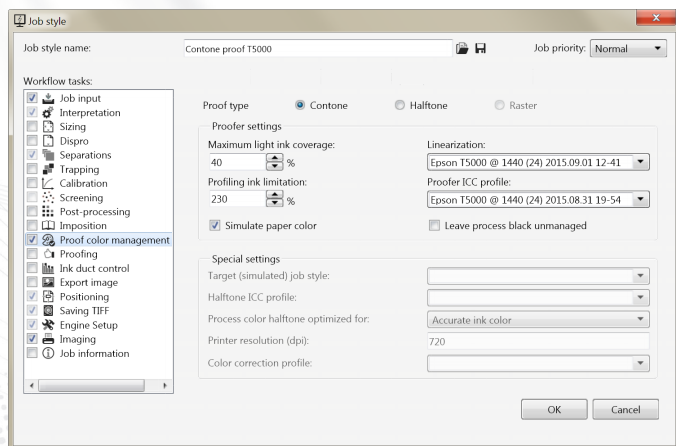 Job style
Job style name:
Contone proof T5000
Job priority:
Normal
Workflow tasks:
Job input
Interpretation
Sizing
Dispro
Separations
Trapping
Calibration
Screening
Post-processing
Imposition
Proof color management
Proofing
Ink duct control
Export image
Positioning
Saving TIFF
Engine Setup
Imaging
Job information
Proof type
Contone
Halftone
Raster
Proofer settings
Maximum light ink coverage:
40 %
Linearization:
Epson T5000 @ 1440 (24) 2015.09.01 12-41
Profiling ink limitation:
230 %
Proofer ICC profile:
Epson T5000 @ 1440 (24) 2015.08.31 19-54
Simulate paper color
Leave process black unmanaged
Special settings
Target (simulated) job style:
Halftone ICC profile:
Process color halftone optimized for:
Accurate ink color
Printer resolution (dpi):
720
Color correction profile:
OK
Cancel